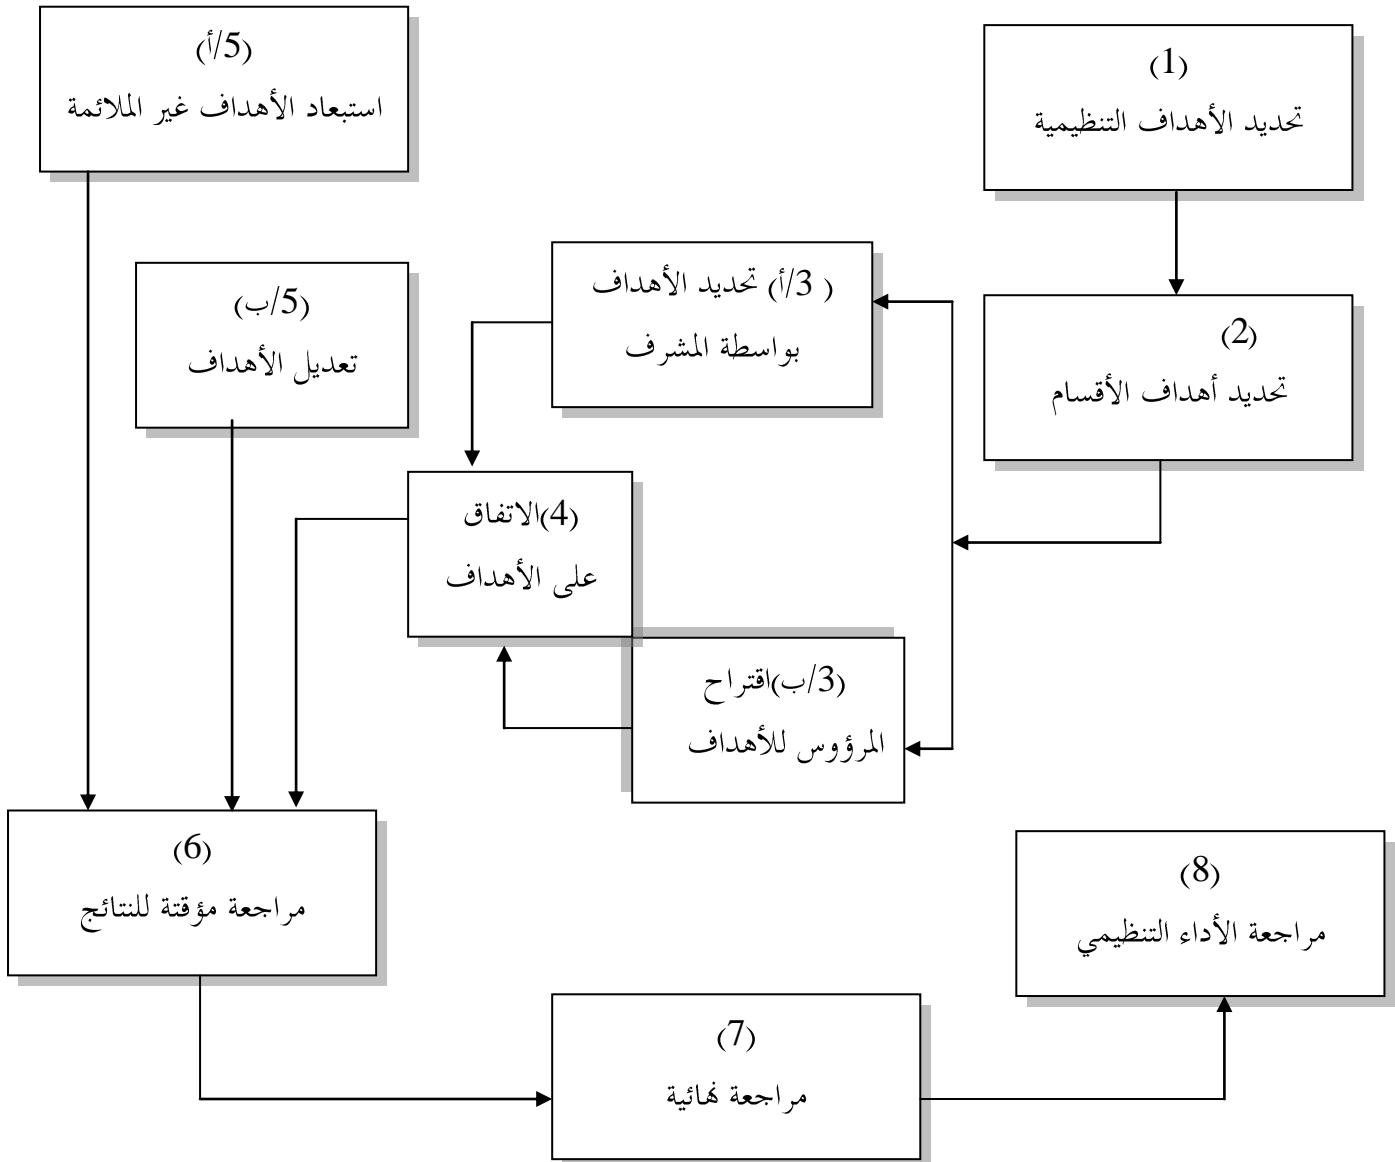 (1)
تحديد الأهداف التنظيمية
(2)
تحديد أهداف الأقسام
( 3/أ) تحديد الأهداف
بواسطة المشرف
(3/ب)اقتراح
المرؤوس للأهداف
(4)الاتفاق
على الأهداف
(5/أ)
استبعاد الأهداف غير الملائمة
(5/ب)
تعديل الأهداف
(6)
مراجعة مؤقتة للنتائج
(7)
مراجعة نهائية
(8)
مراجعة الأداء التنظيمي